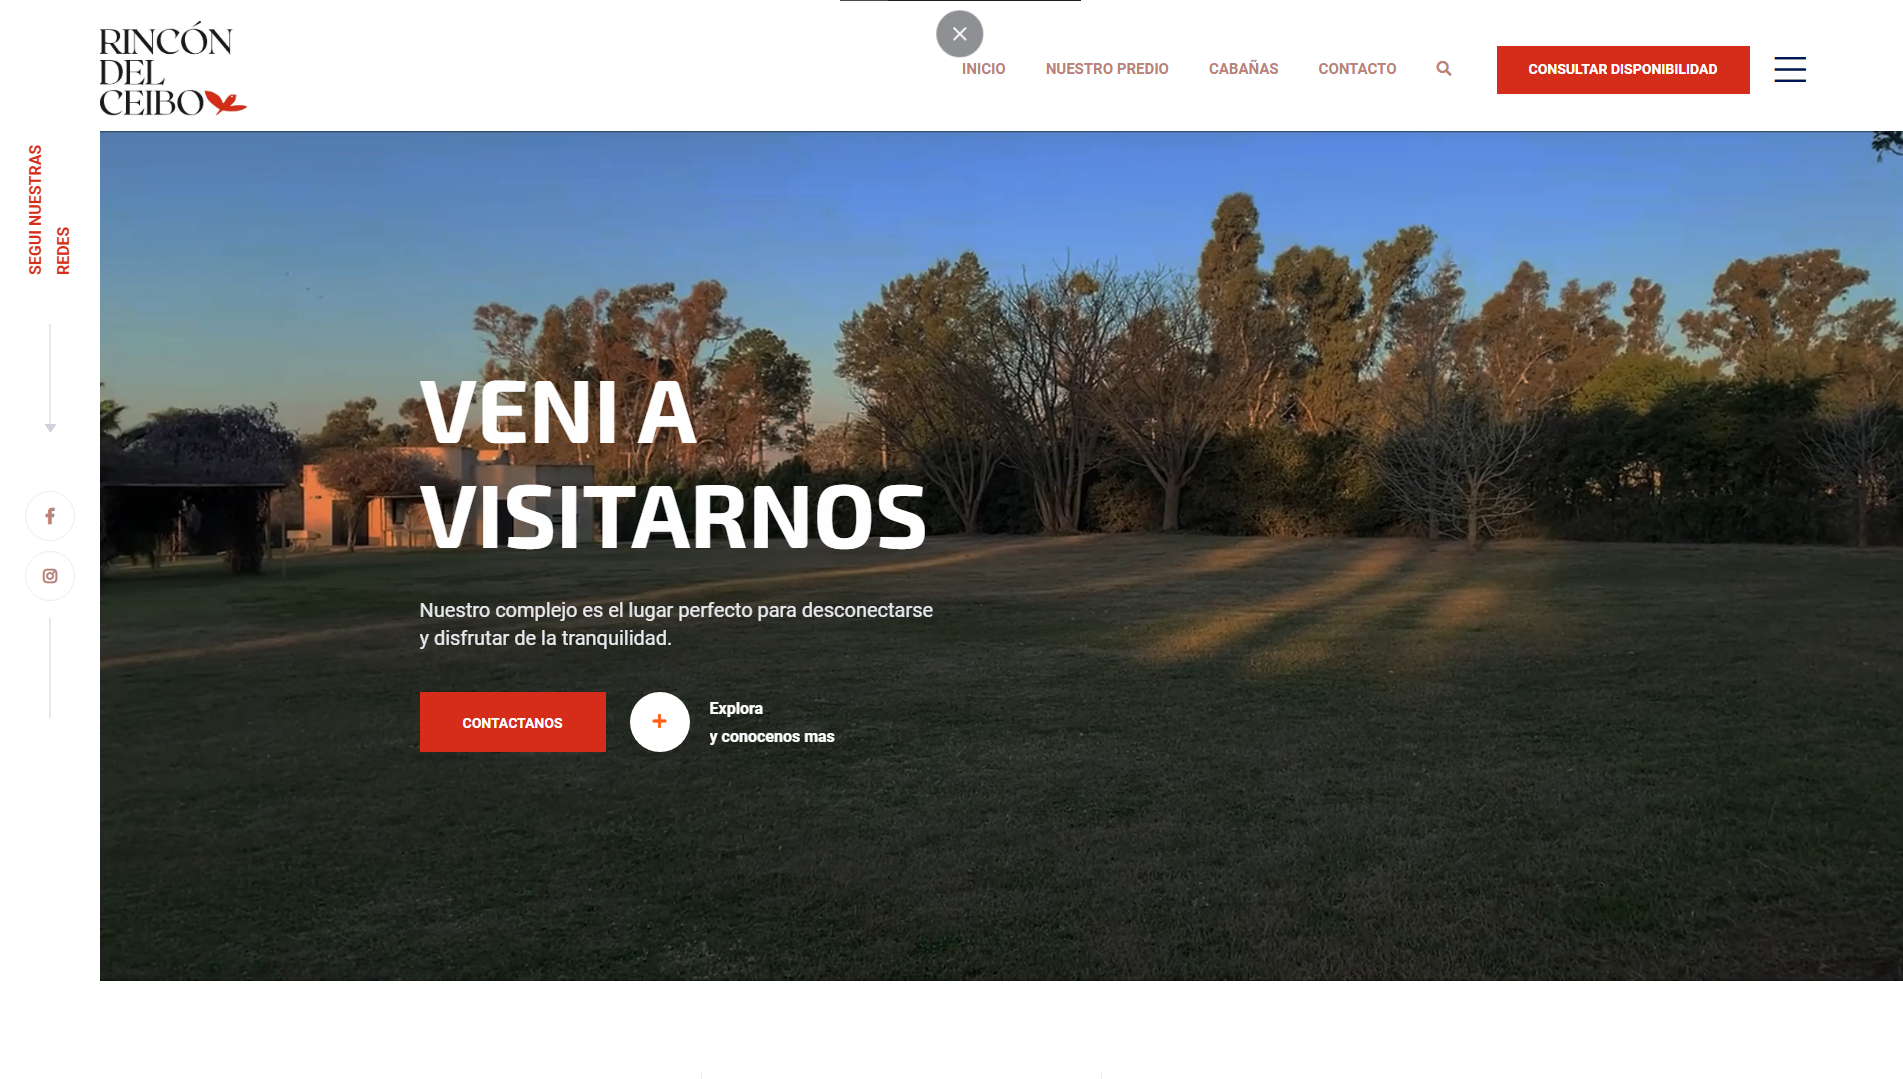 RINCÓN
DEL
CEIBO
INICIO
NUESTRO PREDIO
CABAÑAS
CONTACTO
CONSULTAR DISPONIBILIDAD
SEGUI NUESTRAS
REDES
VENI A
VISITARNOS
Nuestro complejo es el lugar perfecto para desconectarse
y disfrutar de la tranquilidad.
CONTACTANOS
Explora
y conocenos mas